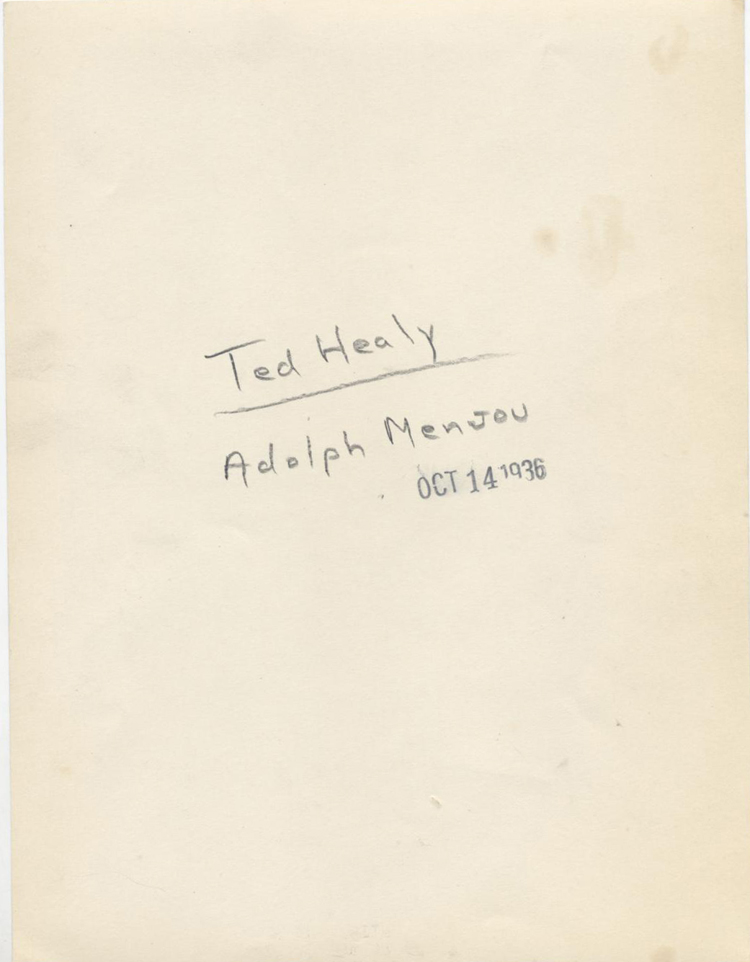 Ted Healy
Adolph Menjou
OCT 14 1936